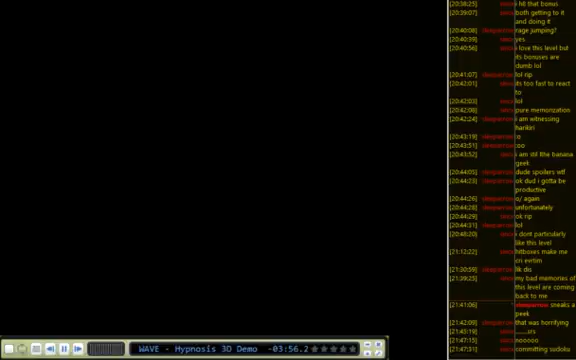 [20:38:25] i hit that bonus
[20:39:07] both getting to it
and doing it
[20:40:08] rage jumping?
[20:40:39] yes
[20:40:56] i love this level but
its bonuses are
dumb lol
[20:41:07] lol rip
[20:42:01] its too fast to react
to
[20:42:03] lol
[20:42:08] pure memorization
[20:42:24] i am witnessing
harikiri
[20:43:19] :o
[20:43:51] :oo
[20:43:52] i am stil lthe banana
geek
[20:44:05] dude spoilers wtf
[20:44:23] ok dud i gotta be
productive
[20:44:26] o/ again
[20:44:28] unfortunately
[20:44:29] ok rip
[20:44:31] lol
[20:48:20] i dont particularly
like this level
[21:12:22] hitboxes make me
cri evrtim
[21:30:59] lik dis
[21:39:25] my bad memories of
this level are coming
back to me
[21:41:06] sneaks a
peek
[21:42:09] that was horrifying
[21:43:19]
[21:47:15] nooooo
[21:47:31] committing sudoku
WAVE - Hypnosis 3D Demo -03:56.2